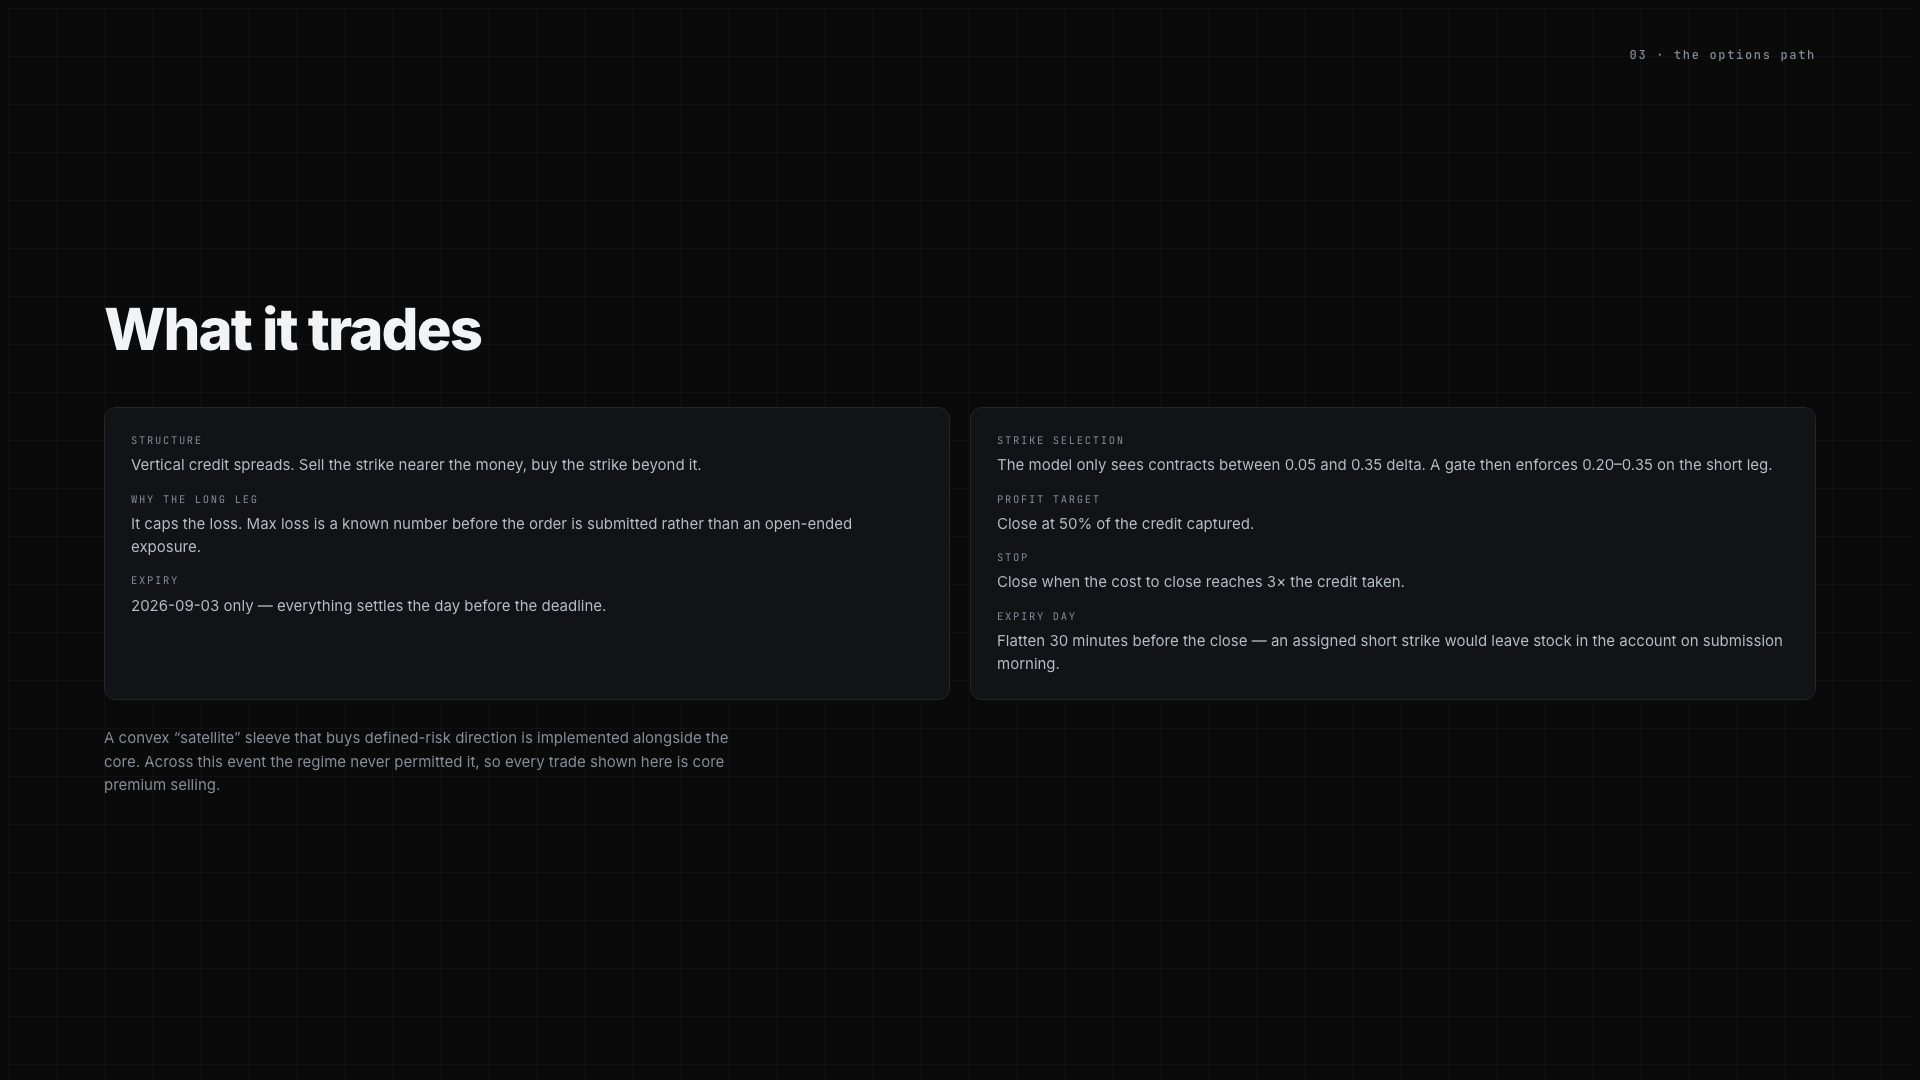 03 · the options path
What it trades
STRUCTURE
Vertical credit spreads. Sell the strike nearer the money, buy the strike beyond it.
WHY THE LONG LEG
It caps the loss. Max loss is a known number before the order is submitted rather than an open-ended
exposure.
EXPIRY
2026-09-03 only — everything settles the day before the deadline.
STRIKE SELECTION
The model only sees contracts between 0.05 and 0.35 delta. A gate then enforces 0.20–0.35 on the short leg.
PROFIT TARGET
Close at 50% of the credit captured.
STOP
Close when the cost to close reaches 3× the credit taken.
EXPIRY DAY
Flatten 30 minutes before the close — an assigned short strike would leave stock in the account on submission
morning.
A convex “satellite” sleeve that buys defined-risk direction is implemented alongside the
core. Across this event the regime never permitted it, so every trade shown here is core
premium selling.